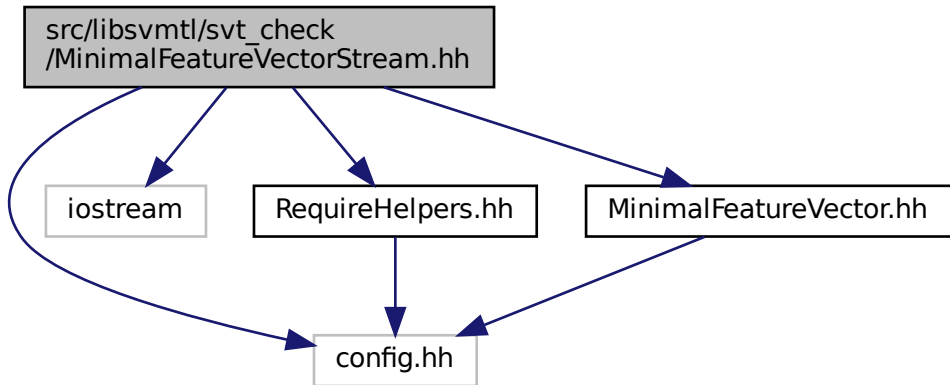 src/libsvmtl/svt_check
/MinimalFeatureVectorStream.hh
iostream
RequireHelpers.hh
MinimalFeatureVector.hh
config.hh